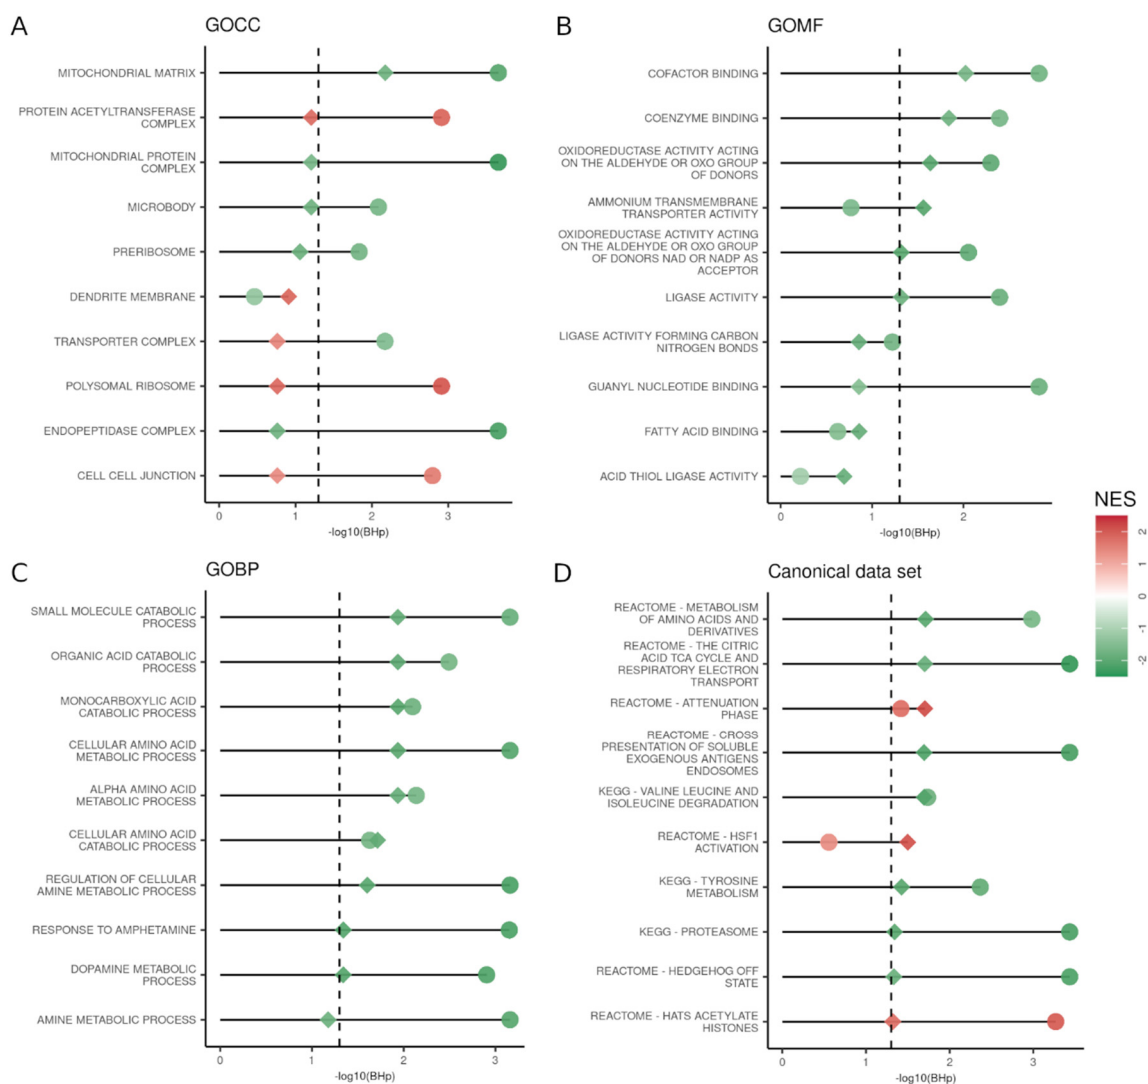 A
GOCC
MITOCHONDRIAL MATRIX
PROTEIN ACETYLTRANSFERASE
COMPLEX
MITOCHONDRIAL PROTEIN
COMPLEX
MICROBODY
PRERIBOSOME
DENDRITE MEMBRANE
TRANSPORTER COMPLEX
POLYSOMAL RIBOSOME
ENDOPEPTIDASE COMPLEX
CELL CELL JUNCTION
0 1 2 3
-log10(BHp)
B
GOMF
COFACTOR BINDING
COENZYME BINDING
OXIDOREDUCTASE ACTIVITY ACTING
ON THE ALDEHYDE OR OXO GROUP
OF DONORS
AMMONIUM TRANSMEMBRANE
TRANSPORTER ACTIVITY
OXIDOREDUCTASE ACTIVITY ACTING
ON THE ALDEHYDE OR OXO GROUP
OF DONORS NAD OR NADP AS
ACCEPTOR
LIGASE ACTIVITY
LIGASE ACTIVITY FORMING CARBON
NITROGEN BONDS
GUANYL NUCLEOTIDE BINDING
FATTY ACID BINDING
ACID THIOL LIGASE ACTIVITY
0 1 2
-log10(BHp)
NES
2
1
0
-1
-2
C
GOBP
SMALL MOLECULE CATABOLIC
PROCESS
ORGANIC ACID CATABOLIC
PROCESS
MONOCARBOXYLIC ACID
CATABOLIC PROCESS
CELLULAR AMINO ACID
METABOLIC PROCESS
ALPHA AMINO ACID
METABOLIC PROCESS
CELLULAR AMINO ACID
CATABOLIC PROCESS
REGULATION OF CELLULAR
AMINE METABOLIC PROCESS
RESPONSE TO AMPHETAMINE
DOPAMINE METABOLIC
PROCESS
AMINE METABOLIC PROCESS
0 1 2 3
-log10(BHp)
D
Canonical data set
REACTOME - METABOLISM
OF AMINO ACIDS AND
DERIVATIVES
REACTOME - THE CITRIC
ACID TCA CYCLE AND
RESPIRATORY ELECTRON
TRANSPORT
REACTOME - ATTENUATION
PHASE
REACTOME - CROSS
PRESENTATION OF SOLUBLE
EXOGENOUS ANTIGENS
ENDOSOMES
KEGG - VALINE LEUCINE AND
ISOLEUCINE DEGRADATION
REACTOME - HSF1
ACTIVATION
KEGG - TYROSINE
METABOLISM
KEGG - PROTEASOME
REACTOME - HEDGEHOG OFF
STATE
REACTOME - HATS ACETYLATE
HISTONES
0 1 2 3
-log10(BHp)